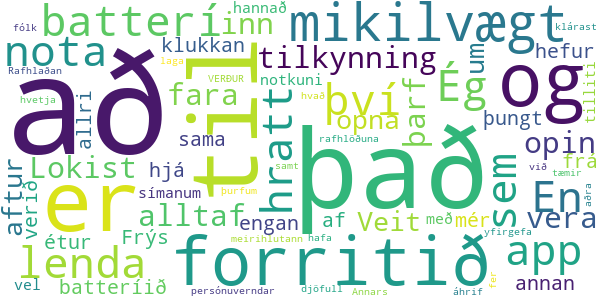 fólk hannað klárast
batterí inn mikilvægt
nota klukkan tilkynning hefur
Rafhlaðan laga VERÐUR um
að til notkuni og
hvetja allri fara því Ég þungt tilliti
hratt opna þarf
sama hvað rafhlöðuna opin frá
Lokist hjá samt það sem við tæmir
er símanum engan af Veit með mér En vera aðra
aftur verið alltaf þurfum hafa yfirgefa
étur Frýs meirihlutann forritið app
lenda batteríið annan
vel persónuverndar djöfull Annars áhrif fer